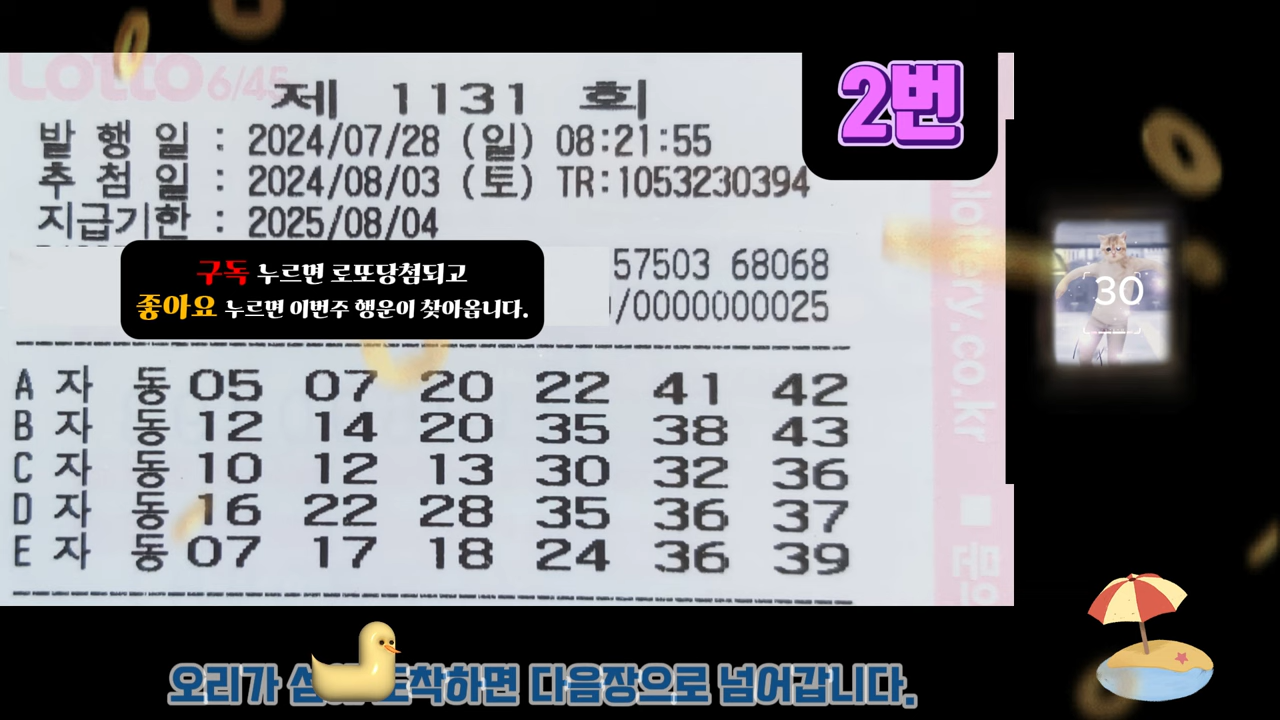 Lotto 6/45
제 1131 회
2번
발 행 일 : 2024/07/28 (일) 08:21:55
추 첨 일 : 2024/08/03 (토) TR:1053230394
지급기한 : 2025/08/04
57503 68068
/0000000025
구독 누르면 로또당첨되고
좋아요 누르면 이번주 행운이 찾아옵니다.
A 자 동 05 07 20 22 41 42
B 자 동 12 14 20 35 38 43
C 자 동 10 12 13 30 32 36
D 자 동 16 22 28 35 36 37
E 자 동 07 17 18 24 36 39
lottery.co.kr
30
오리가 도착하면 다음장으로 넘어갑니다.